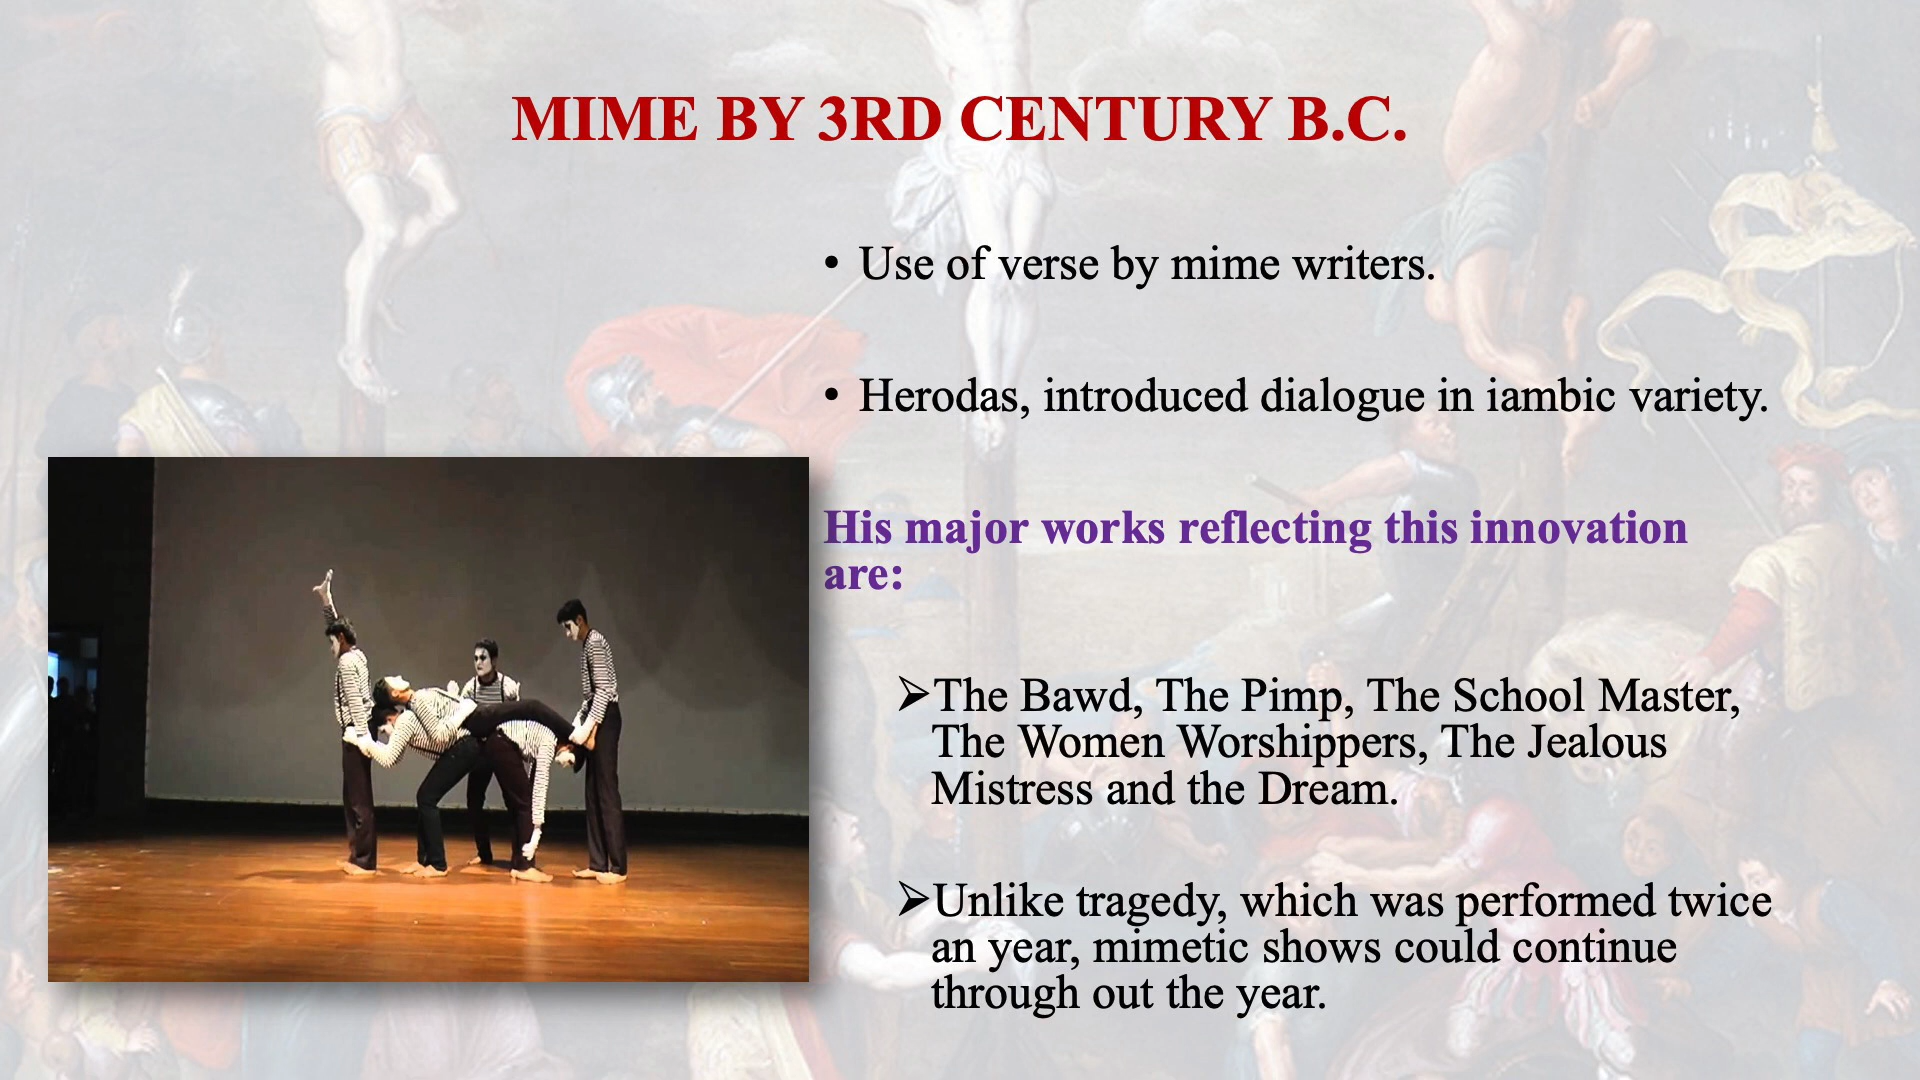 MIME BY 3RD CENTURY B.C.
• Use of verse by mime writers.
• Herodas, introduced dialogue in iambic variety.
His major works reflecting this innovation
are:
➢The Bawd, The Pimp, The School Master,
The Women Worshippers, The Jealous
Mistress and the Dream.
➢Unlike tragedy, which was performed twice
an year, mimetic shows could continue
through out the year.